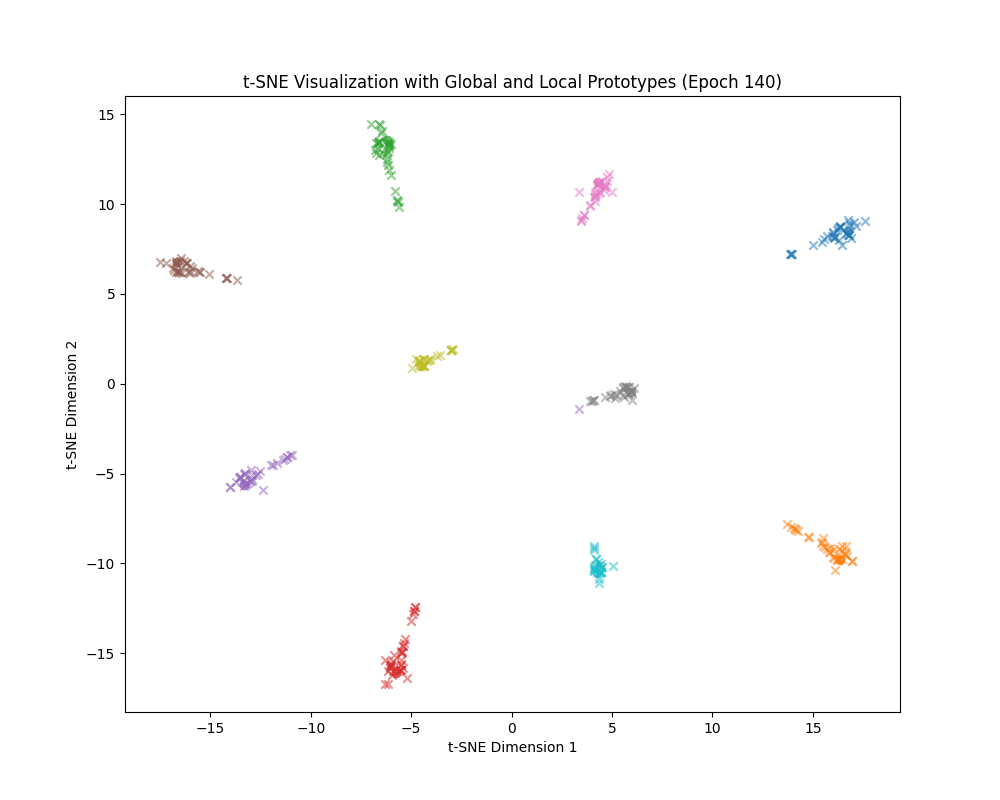 t-SNE Visualization with Global and Local Prototypes (Epoch 140)
15
10
5
0
−5
−10
−15
t-SNE Dimension 2
−15 −10 −5 0 5 10 15
t-SNE Dimension 1